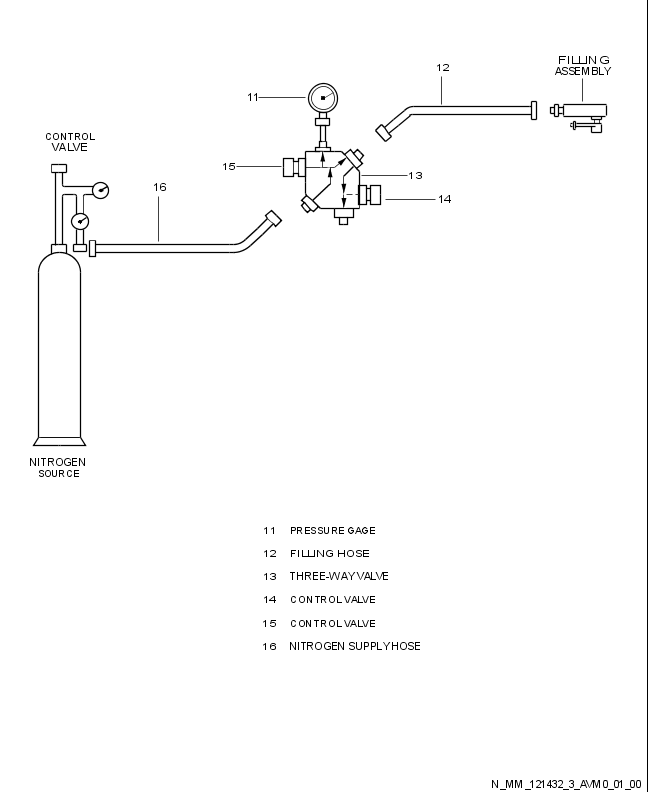 FILLING
ASSEMBLY
12
11
CONTROL
VALVE
15
13
16
14
NITROGEN
SOURCE
11 PRESSURE GAGE
12 FILLING HOSE
13 THREE-WAY VALVE
14 CONTROL VALVE
15 CONTROL VALVE
16 NITROGEN SUPPLY HOSE
N_MM_121432_3_AVM0_01_00